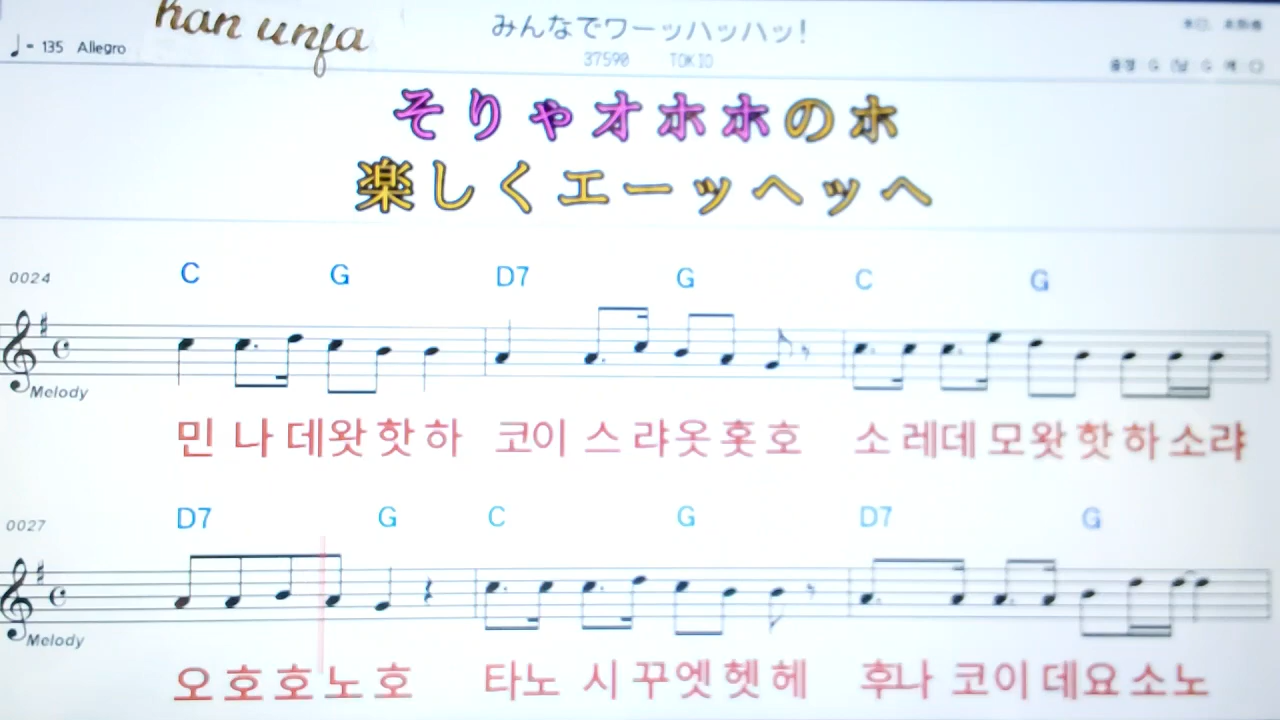 han unfa
みんなでワーッハッハッ!
♩= 135 Allegro
37590 TOKIO
そりゃオホホのホ
楽しくエーッヘッヘ
0024
C G D7 G C G
Melody
민 나 데왓 핫 하 코이 스 랴옷 홋 호 소 레데 모왓 핫 하 소랴
0027
D7 G C G D7 G
Melody
오 호 호 노 호 타노 시 꾸엣 헷 헤 후나 코이 데요 소노